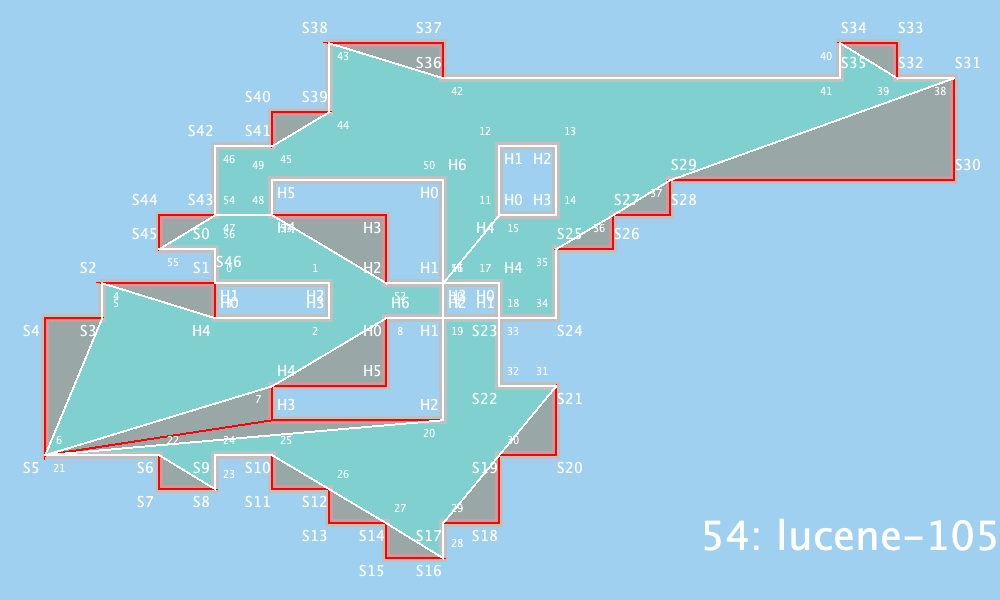 S38 S37 S34 S33
43 S36 40 S35 S32 S31
42 41 39 38
S40 S39
44
S42 S41 12 13
46 49 45 50 H6 H1 H2 S29 S30
H5 H0 37
S44 S43 54 48 11 H0 H3 14 S27 S28
S45 S0 47 56 H4 H3 H4 15 36 S25 S26
55 S46 35
S2 S1 0 1 H2 H1 17 H4
4 H1 H2 52 H0
5 H0 H3 H6 H2 H1 18 34
S4 S3 H4 2 H0 8 H1 19 S23 33 S24
H4 H5 32 31
7 H3 H2 S22 S21
6 22 24 25 20 30
S5 21 S6 S9 23 S10 26 S19 S20
S7 S8 S11 S12 27 29
S13 S14 S17 28 S18
54: lucene-105
S15 S16